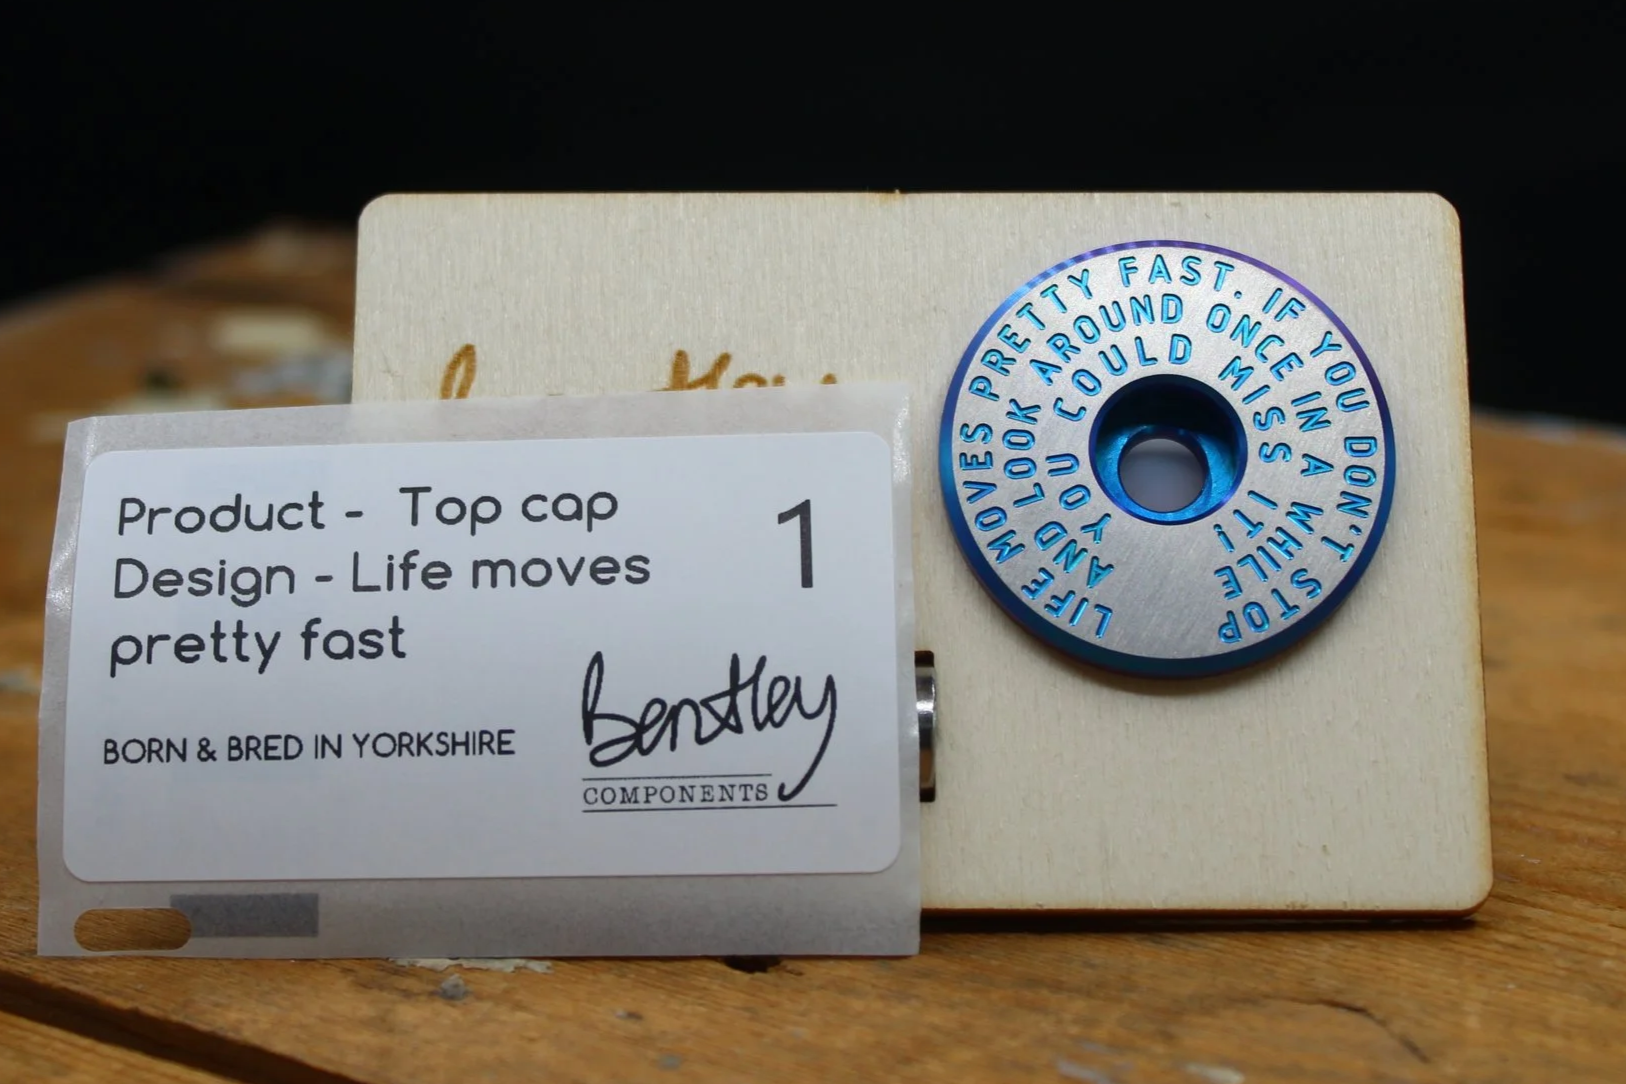 Product - Top cap
Design - Life moves
pretty fast
1
BORN & BRED IN YORKSHIRE
Bentley
COMPONENTS
LIFE MOVES PRETTY FAST. IF YOU DON'T STOP
AND LOOK AROUND ONCE IN A WHILE
YOU COULD MISS IT!